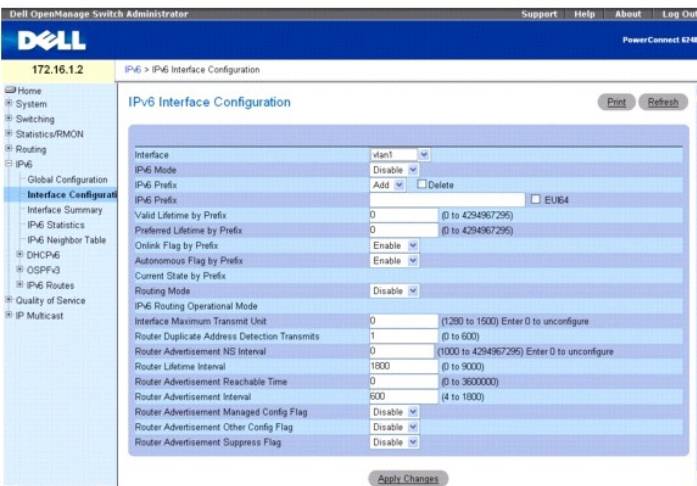 Dell OpenManage Switch Administrator
Support Help About Log Out
DELL
PowerConnect 6248
172.16.1.2
IPv6 > IPv6 Interface Configuration
Home
System
Switching
Statistics/RMON
Routing
IPv6
Global Configuration
Interface Configurati
Interface Summary
IPv6 Statistics
IPv6 Neighbor Table
DHCPv6
OSPFv3
IPv6 Routes
Quality of Service
IP Multicast
IPv6 Interface Configuration
Print Refresh
Interface vlan1
IPv6 Mode Disable
IPv6 Prefix Add Delete
IPv6 Prefix EUI64
Valid Lifetime by Prefix 0 (0 to 4294967295)
Preferred Lifetime by Prefix 0 (0 to 4294967295)
Onlink Flag by Prefix Enable
Autonomous Flag by Prefix Enable
Current State by Prefix
Routing Mode Disable
IPv6 Routing Operational Mode
Interface Maximum Transmit Unit 0 (1280 to 1500) Enter 0 to unconfigure
Router Duplicate Address Detection Transmits 1 (0 to 600)
Router Advertisement NS Interval 0 (1000 to 4294967295) Enter 0 to unconfigure
Router Lifetime Interval 1800 (0 to 9000)
Router Advertisement Reachable Time 0 (0 to 3600000)
Router Advertisement Interval 600 (4 to 1800)
Router Advertisement Managed Config Flag Disable
Router Advertisement Other Config Flag Disable
Router Advertisement Suppress Flag Disable
Apply Changes